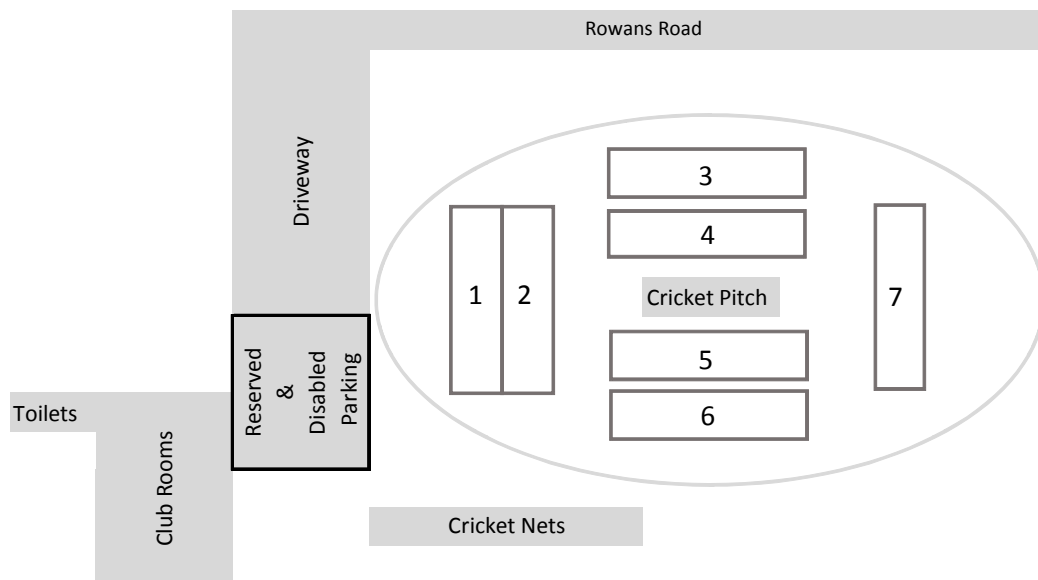 Rowans Road
Driveway
3
4
1
2
Cricket Pitch
7
5
6
Reserved
&
Disabled
Parking
Toilets
Club Rooms
Cricket Nets